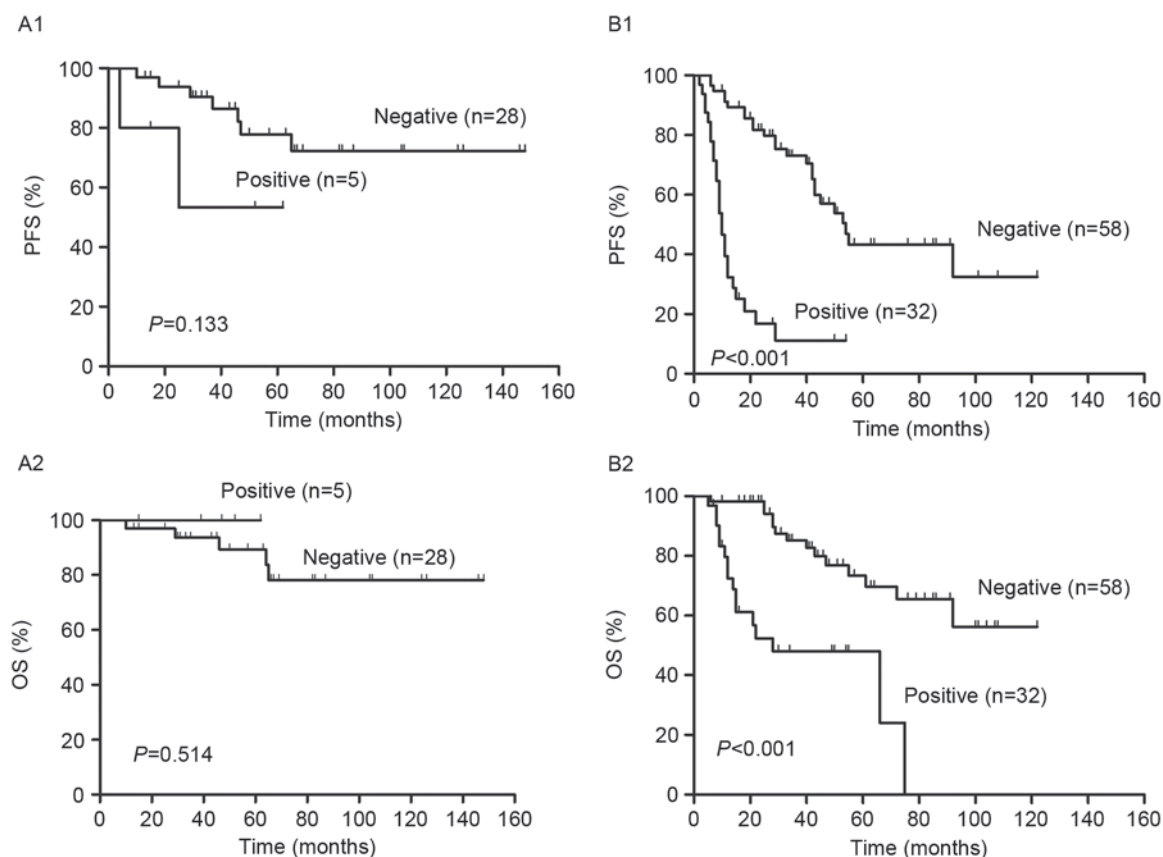 A1
100
80
60
40
20
0
PFS (%)
Negative (n=28)
Positive (n=5)
P=0.133
0 20 40 60 80 100 120 140 160
Time (months)
B1
100
80
60
40
20
0
PFS (%)
Negative (n=58)
Positive (n=32)
P<0.001
0 20 40 60 80 100 120 140 160
Time (months)
A2
Positive (n=5)
100
80
60
40
20
0
OS (%)
Negative (n=28)
P=0.514
0 20 40 60 80 100 120 140 160
Time (months)
B2
100
80
60
40
20
0
OS (%)
Negative (n=58)
Positive (n=32)
P<0.001
0 20 40 60 80 100 120 140 160
Time (months)